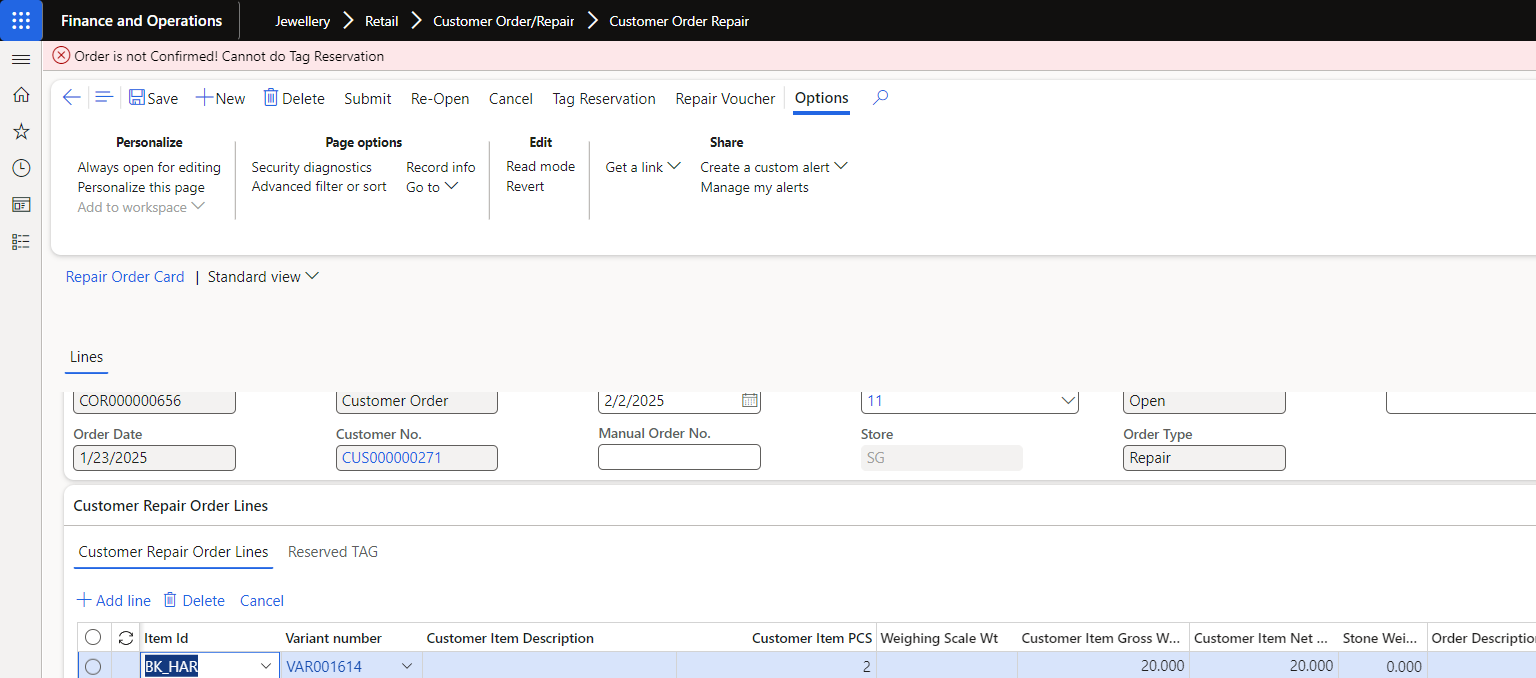 Finance and Operations
Jewellery Retail Customer Order/Repair Customer Order Repair
Order is not Confirmed! Cannot do Tag Reservation
Save New Delete Submit Re-Open Cancel Tag Reservation Repair Voucher Options
Personalize
Always open for editing
Personalize this page
Add to workspace
Page options
Security diagnostics Record info
Advanced filter or sort Go to
Edit
Read mode
Revert
Get a link
Share
Create a custom alert
Manage my alerts
Repair Order Card | Standard view
Lines
COR000000656 Customer Order 2/2/2025 11 Open
Order Date Customer No. Manual Order No. Store Order Type
1/23/2025 CUS000000271 SG Repair
Customer Repair Order Lines
Customer Repair Order Lines Reserved TAG
Add line Delete Cancel
Item Id Variant number Customer Item Description Customer Item PCS Weighing Scale Wt Customer Item Gross W... Customer Item Net ... Stone Wei... Order Descriptio
BK_HAR VAR001614 2 20.000 20.000 0.000